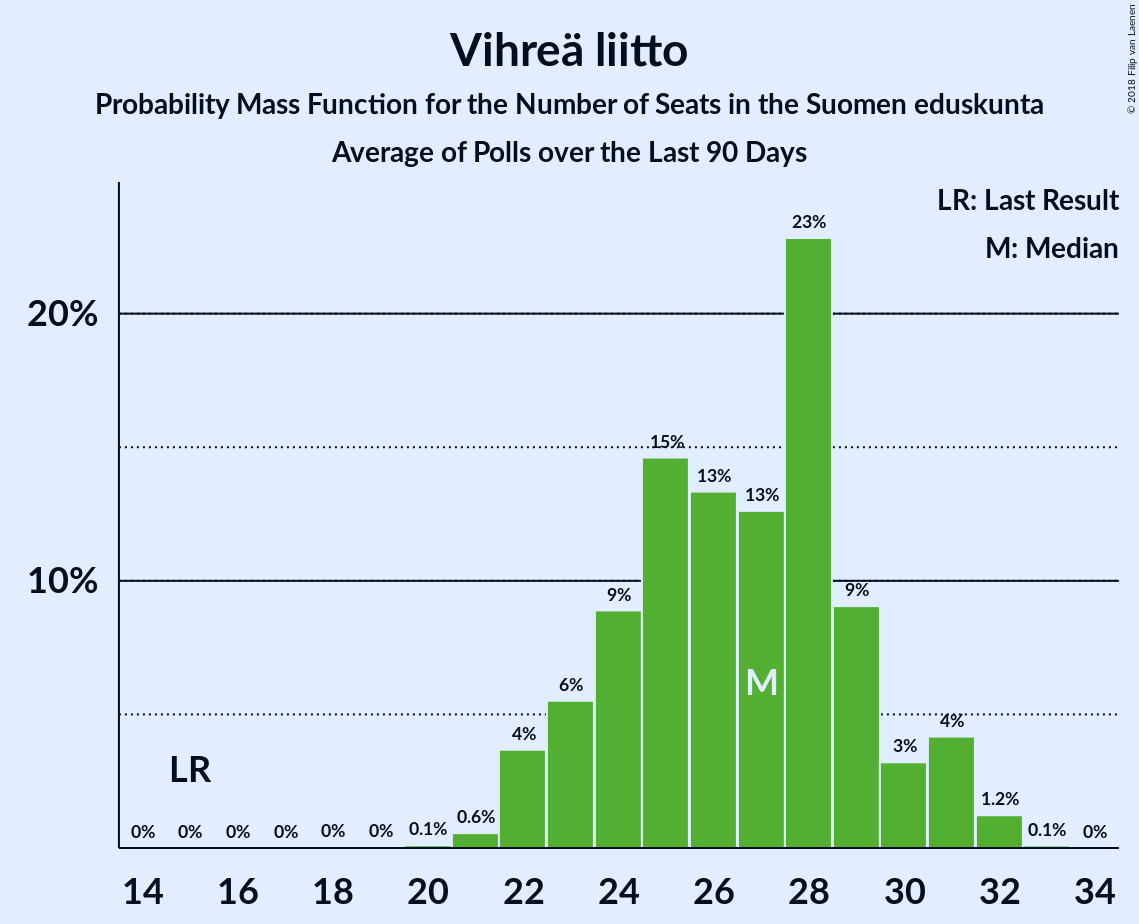 Vihreä liitto
Probability Mass Function for the Number of Seats in the Suomen eduskunta
Average of Polls over the Last 90 Days
© 2018 Filip van Laenen
LR: Last Result
M: Median
20%
10%
0%
0%
0%
0%
0%
0%
0.1%
0.6%
4%
6%
9%
15%
13%
13%
23%
9%
3%
4%
1.2%
0.1%
0%
LR
M
14 16 18 20 22 24 26 28 30 32 34